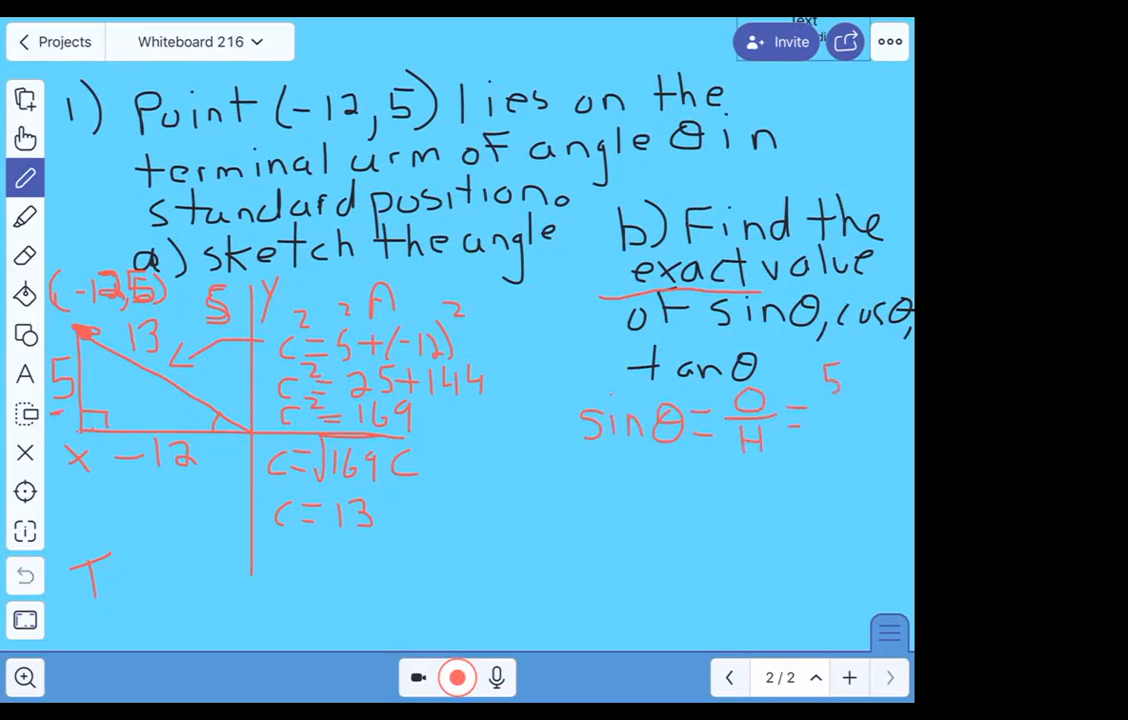 Text
Projects
Whiteboard 216
Invite
1) Point (-12,5) lies on the
terminal arm of angle θ in
standard position.
a) sketch the angle
b) Find the
exact value
of sinθ, cosθ,
tanθ
(-12,5)
13
5
5
x -12
S
Y
A
T
C
c² = 5² + (-12)²
c² = 25+144
c² = 169
c = √169
c = 13
sinθ = O/H = 5
2/2